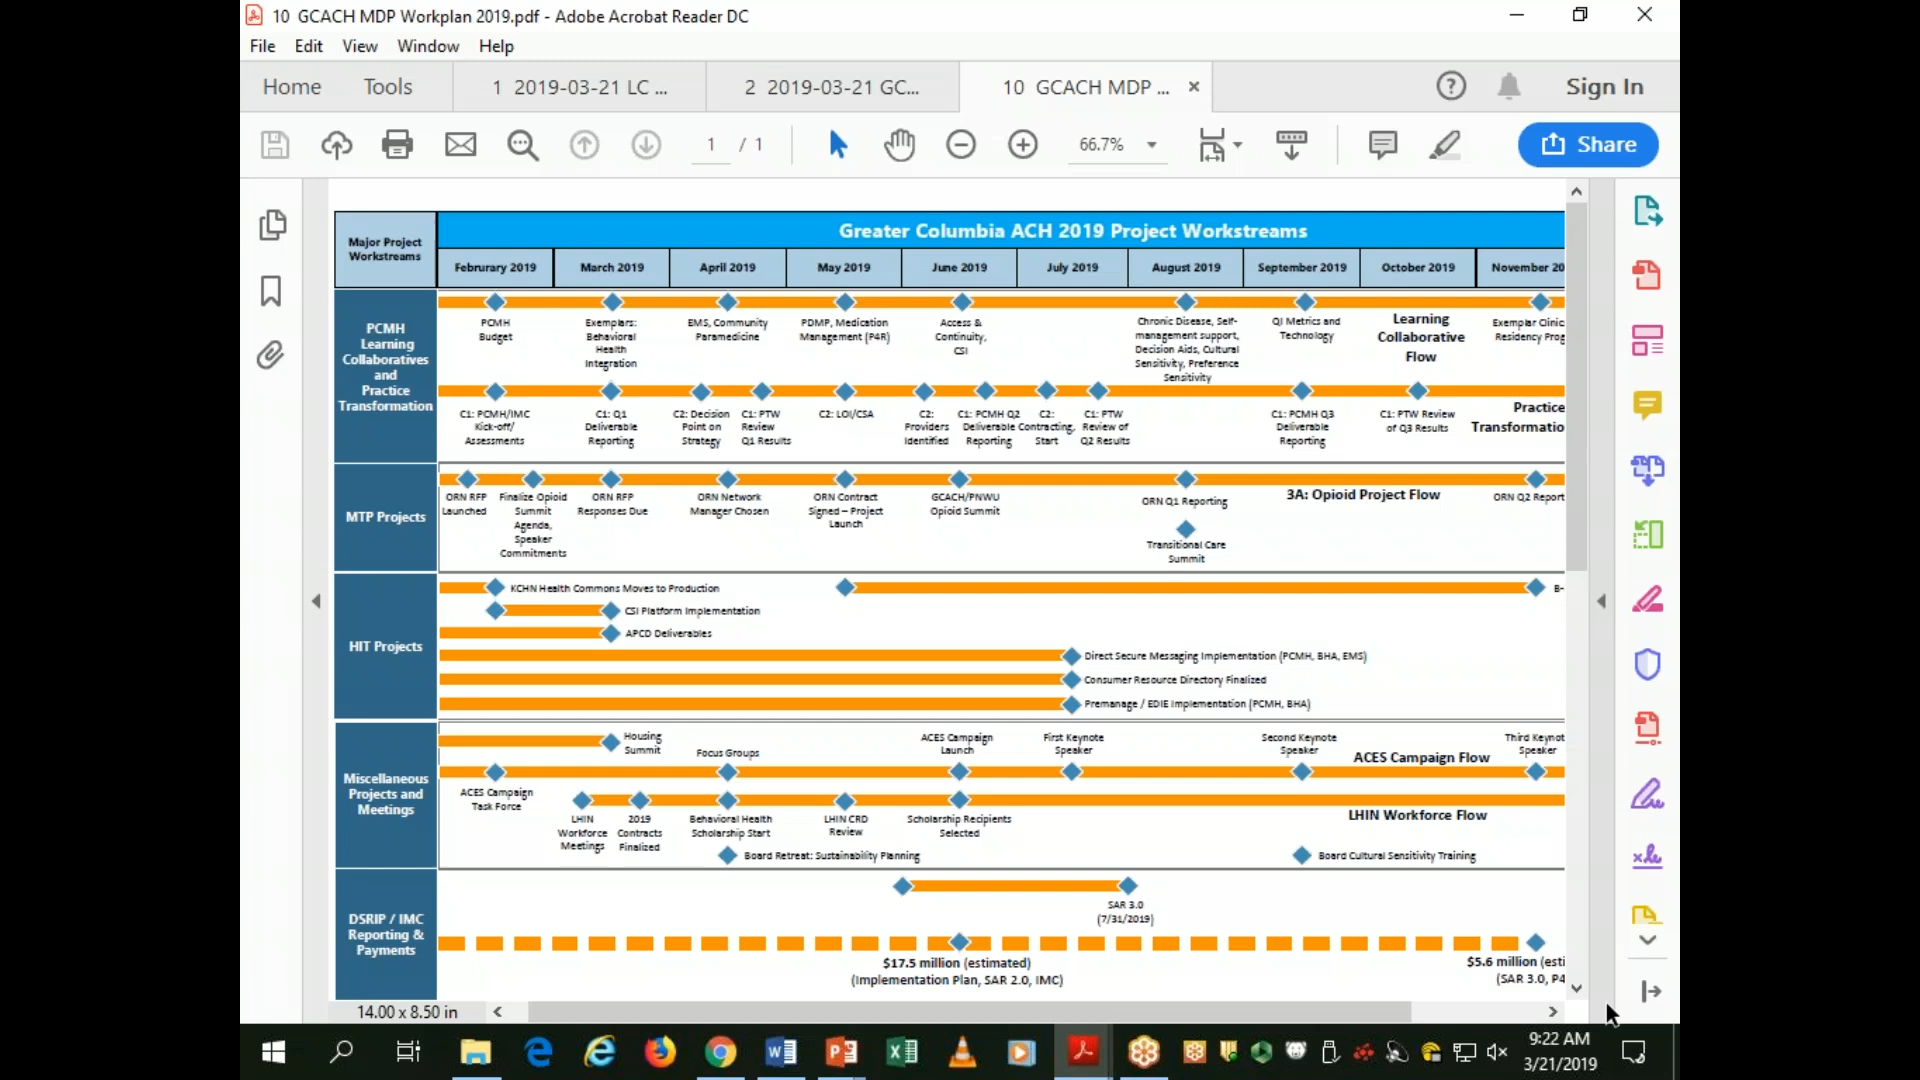 10 GCACH MDP Workplan 2019.pdf - Adobe Acrobat Reader DC
File Edit View Window Help
Home Tools 1 2019-03-21 LC ... 2 2019-03-21 GC... 10 GCACH MDP ... × Sign In
1 / 1 66.7% Share
Major Project
Workstreams
Greater Columbia ACH 2019 Project Workstreams
Februrary 2019 March 2019 April 2019 May 2019 June 2019 July 2019 August 2019 September 2019 October 2019 November 20
PCMH
Learning
Collaboratives
and
Practice
Transformation
PCMH
Budget
Exemplars:
Behavioral
Health
Integration
EMS, Community
Paramedicine
PDMP, Medication
Management (P4R)
Access &
Continuity,
CSI
Chronic Disease, Self-
management support,
Decision Aids, Cultural
Sensitivity, Preference
Sensitivity
QI Metrics and
Technology
Learning
Collaborative
Flow
Exemplar Clinic
Residency Prog
C1: PCMH/IMC
Kick-off/
Assessments
C1: Q1
Deliverable
Reporting
C2: Decision
Point on
Strategy
C1: PTW
Review
Q1 Results
C2: LOI/CSA
C2:
Providers
Identified
C1: PCMH Q2
Deliverable
Reporting
C2:
Contracting,
Start
C1: PTW
Review of
Q2 Results
C1: PCMH Q3
Deliverable
Reporting
C1: PTW Review
of Q3 Results
Practice
Transformatio
MTP Projects
ORN RFP
Launched
Finalize Opioid
Summit
Agenda,
Speaker
Commitments
ORN RFP
Responses Due
ORN Network
Manager Chosen
ORN Contract
Signed – Project
Launch
GCACH/PNWU
Opioid Summit
ORN Q1 Reporting
Transitional Care
Summit
3A: Opioid Project Flow
ORN Q2 Report
HIT Projects
KCHN Health Commons Moves to Production
B-
CSI Platform Implementation
APCD Deliverables
Direct Secure Messaging Implementation (PCMH, BHA, EMS)
Consumer Resource Directory Finalized
Premanage / EDIE Implementation (PCMH, BHA)
Miscellaneous
Projects and
Meetings
Housing
Summit
Focus Groups
ACES Campaign
Launch
First Keynote
Speaker
Second Keynote
Speaker
ACES Campaign Flow
Third Keynot
Speaker
ACES Campaign
Task Force
LHIN
Workforce
Meetings
2019
Contracts
Finalized
Behavioral Health
Scholarship Start
LHIN CRD
Review
Scholarship Recipients
Selected
LHIN Workforce Flow
Board Retreat: Sustainability Planning
Board Cultural Sensitivity Training
DSRIP / IMC
Reporting &
Payments
SAR 3.0
(7/31/2019)
$17.5 million (estimated)
(Implementation Plan, SAR 2.0, IMC)
$5.6 million (esti
(SAR 3.0, P4
14.00 x 8.50 in
9:22 AM
3/21/2019